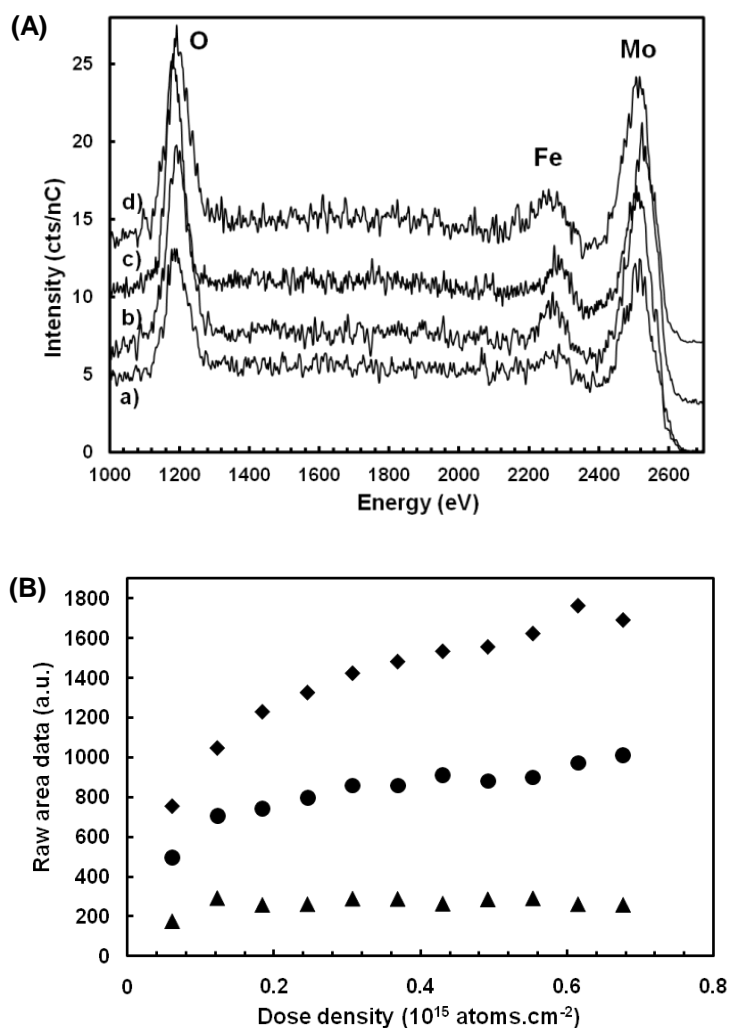 (A)
O
Mo
Fe
d)
c)
b)
a)
Intensity (cts/nC)
25
20
15
10
5
0
1000 1200 1400 1600 1800 2000 2200 2400 2600
Energy (eV)
(B)
Raw area data (a.u.)
1800
1600
1400
1200
1000
800
600
400
200
0
0 0.2 0.4 0.6 0.8
Dose density (10¹⁵ atoms.cm⁻²)